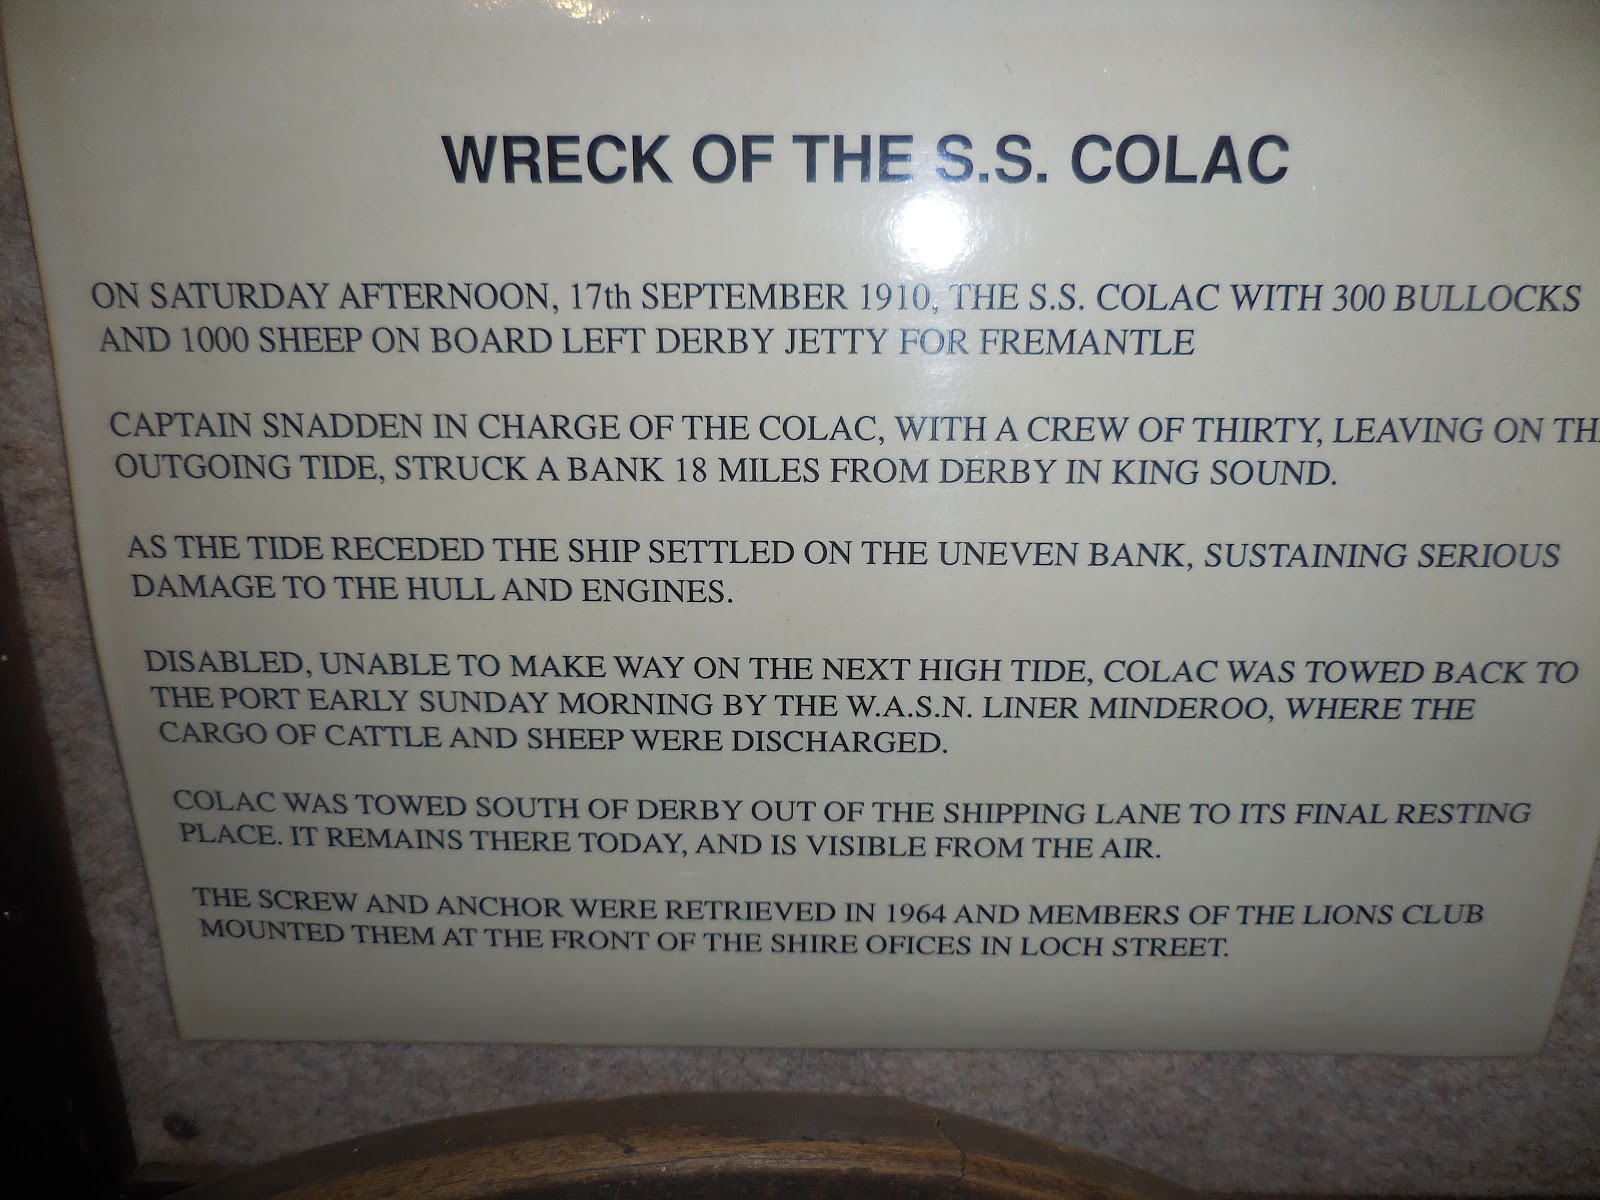 WRECK OF THE S.S. COLAC
ON SATURDAY AFTERNOON, 17th SEPTEMBER 1910, THE S.S. COLAC WITH 300 BULLOCKS
AND 1000 SHEEP ON BOARD LEFT DERBY JETTY FOR FREMANTLE
CAPTAIN SNADDEN IN CHARGE OF THE COLAC, WITH A CREW OF THIRTY, LEAVING ON TH
OUTGOING TIDE, STRUCK A BANK 18 MILES FROM DERBY IN KING SOUND.
AS THE TIDE RECEDED THE SHIP SETTLED ON THE UNEVEN BANK, SUSTAINING SERIOUS
DAMAGE TO THE HULL AND ENGINES.
DISABLED, UNABLE TO MAKE WAY ON THE NEXT HIGH TIDE, COLAC WAS TOWED BACK TO
THE PORT EARLY SUNDAY MORNING BY THE W.A.S.N. LINER MINDEROO, WHERE THE
CARGO OF CATTLE AND SHEEP WERE DISCHARGED.
COLAC WAS TOWED SOUTH OF DERBY OUT OF THE SHIPPING LANE TO ITS FINAL RESTING
PLACE. IT REMAINS THERE TODAY, AND IS VISIBLE FROM THE AIR.
THE SCREW AND ANCHOR WERE RETRIEVED IN 1964 AND MEMBERS OF THE LIONS CLUB
MOUNTED THEM AT THE FRONT OF THE SHIRE OFICES IN LOCH STREET.